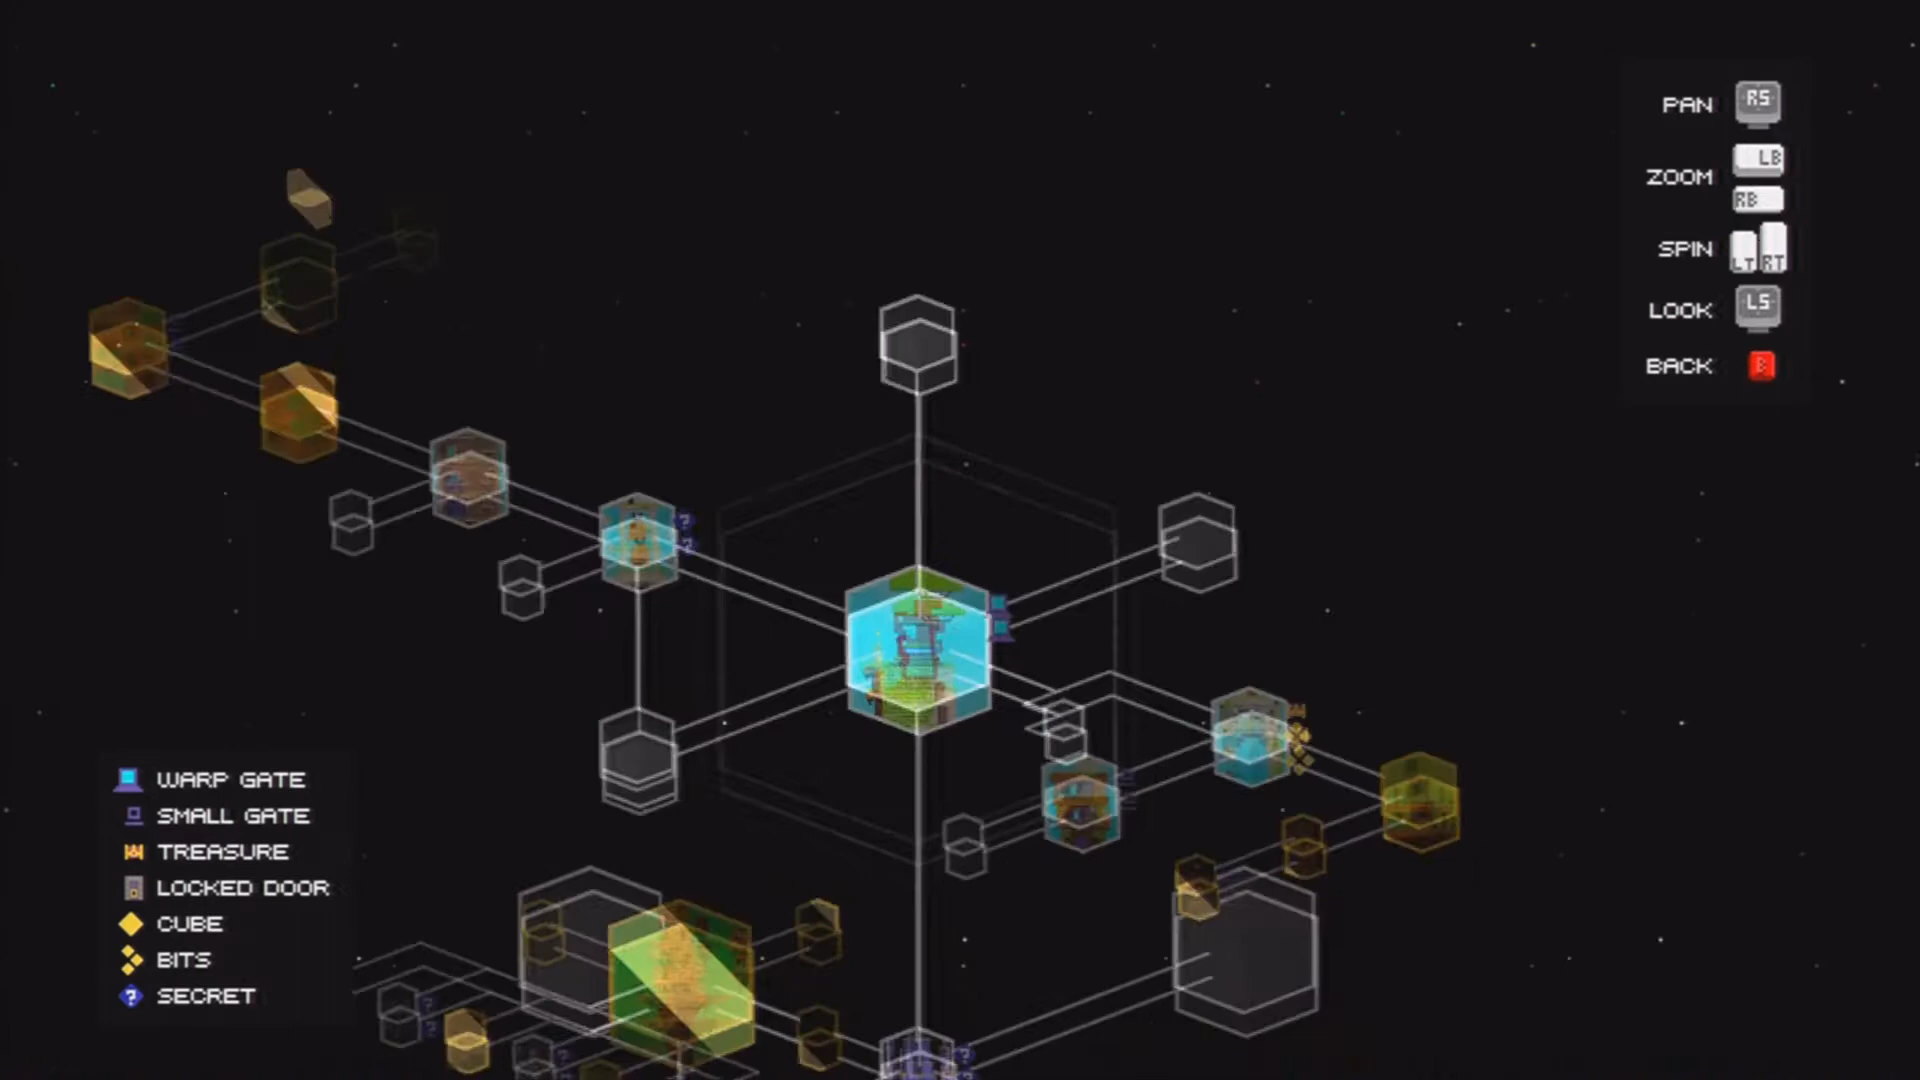 PAN RS
ZOOM LB
RB
SPIN LT RT
LOOK LS
BACK B
WARP GATE
SMALL GATE
TREASURE
LOCKED DOOR
CUBE
BITS
? SECRET